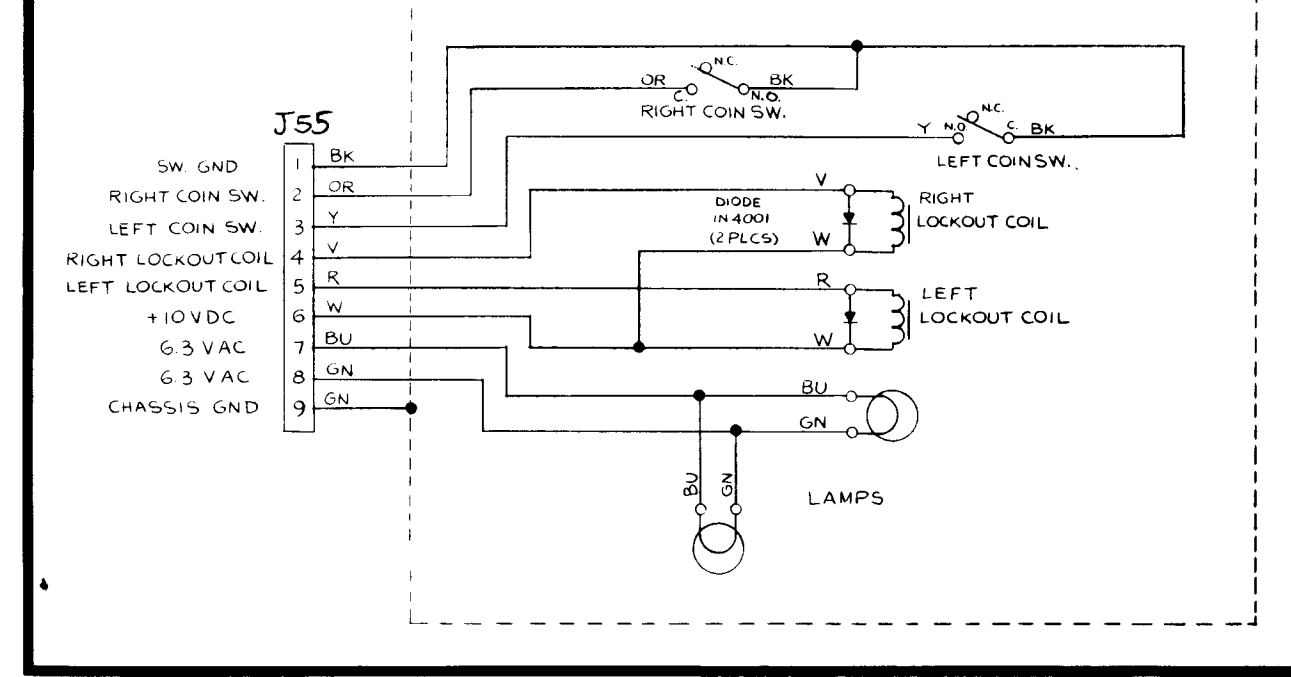 N.C.
OR
BK
C.
N.O.
RIGHT COIN SW.
N.C.
Y
N.O.
C.
BK
LEFT COIN SW.
J55
SW. GND 1 BK
RIGHT COIN SW. 2 OR
LEFT COIN SW. 3 Y
RIGHT LOCKOUT COIL 4 V
LEFT LOCKOUT COIL 5 R
+10VDC 6 W
6.3 VAC 7 BU
6.3 VAC 8 GN
CHASSIS GND 9 GN
V
DIODE
IN 4001
(2 PLCS)
W
RIGHT
LOCKOUT COIL
R
W
LEFT
LOCKOUT COIL
BU
GN
BU
GN
LAMPS